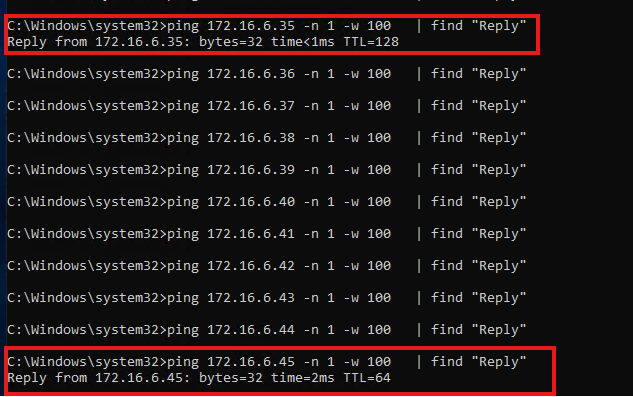 C:\Windows\system32>ping 172.16.6.35 -n 1 -w 100   | find "Reply"
Reply from 172.16.6.35: bytes=32 time<1ms TTL=128
C:\Windows\system32>ping 172.16.6.36 -n 1 -w 100   | find "Reply"
C:\Windows\system32>ping 172.16.6.37 -n 1 -w 100   | find "Reply"
C:\Windows\system32>ping 172.16.6.38 -n 1 -w 100   | find "Reply"
C:\Windows\system32>ping 172.16.6.39 -n 1 -w 100   | find "Reply"
C:\Windows\system32>ping 172.16.6.40 -n 1 -w 100   | find "Reply"
C:\Windows\system32>ping 172.16.6.41 -n 1 -w 100   | find "Reply"
C:\Windows\system32>ping 172.16.6.42 -n 1 -w 100   | find "Reply"
C:\Windows\system32>ping 172.16.6.43 -n 1 -w 100   | find "Reply"
C:\Windows\system32>ping 172.16.6.44 -n 1 -w 100   | find "Reply"
C:\Windows\system32>ping 172.16.6.45 -n 1 -w 100   | find "Reply"
Reply from 172.16.6.45: bytes=32 time=2ms TTL=64